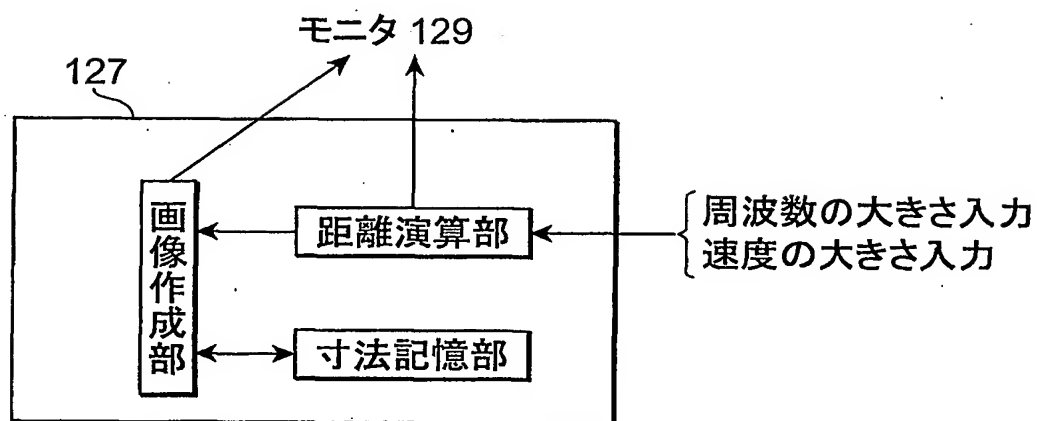 モニタ 129
127
画像作成部
距離演算部
周波数の大きさ入力
速度の大きさ入力
寸法記憶部